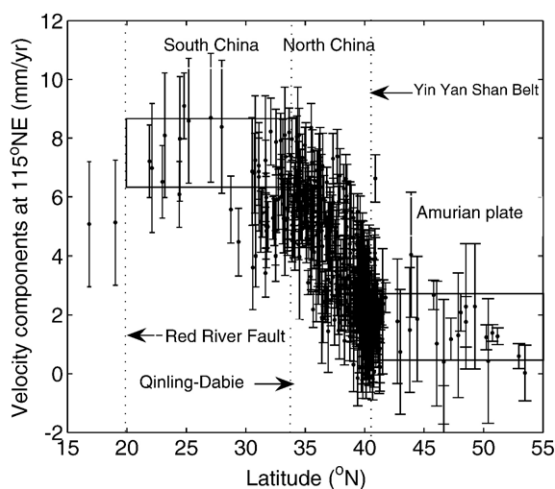 12
10
8
6
4
2
0
-2
Velocity components at 115°NE (mm/yr)
South China
North China
Yin Yan Shan Belt
Amurian plate
Red River Fault
Qinling-Dabie
15 20 25 30 35 40 45 50 55
Latitude (°N)